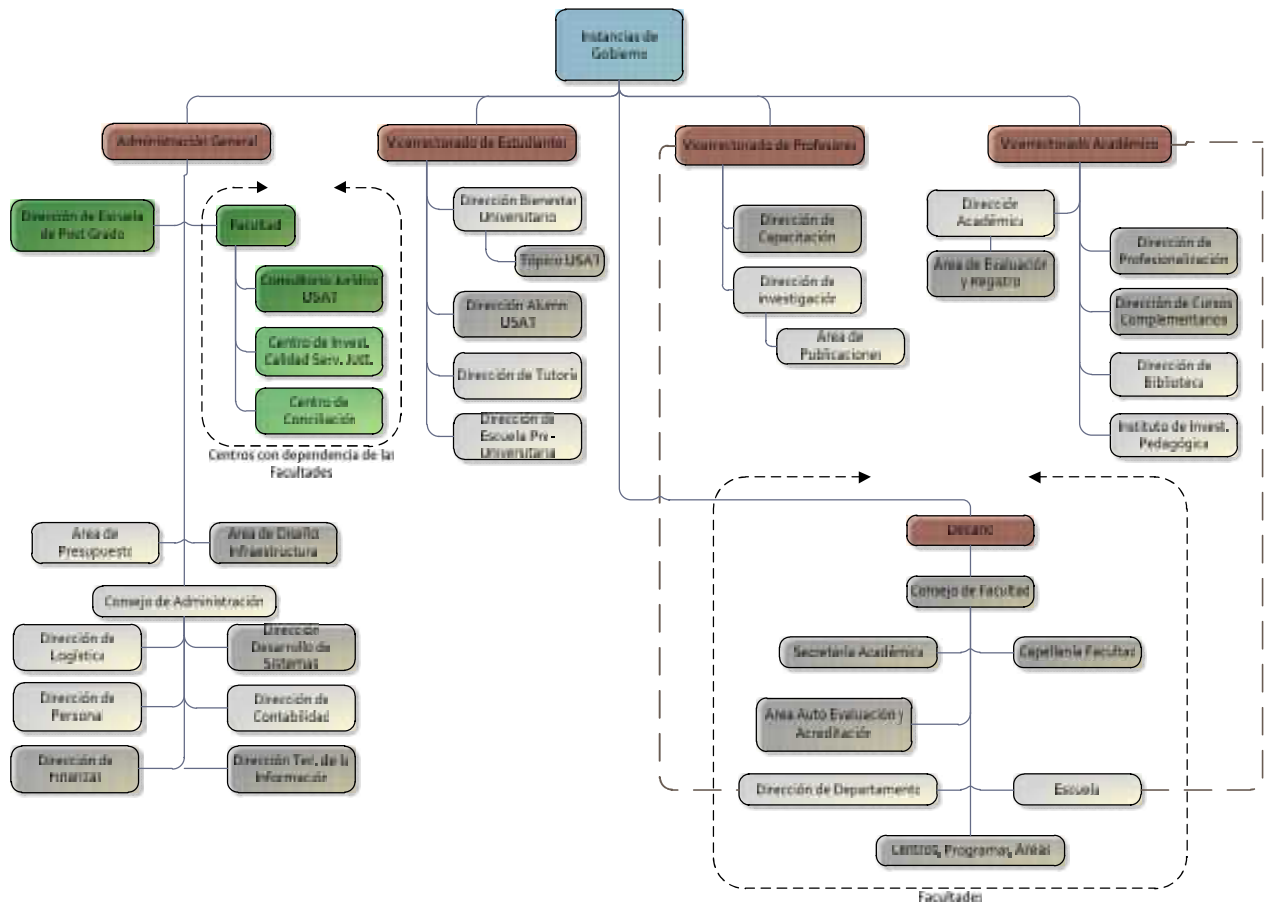 Instancias de
Gobierno
Administración General
Vicerrectorado de Estudiantes
Vicerrectorado de Profesores
Vicerrectorado Académico
Dirección de Escuela
de Post Grado
Facultad
Consultorio Jurídico
USAT
Centro de Invest.
Calidad Serv. Just.
Centro de
Conciliación
Centros con dependencia de las
Facultades
Dirección Bienestar
Universitario
Tópico USAT
Dirección Alumni
USAT
Dirección de Tutoría
Dirección de
Escuela Pre -
Universitaria
Dirección de
Capacitación
Dirección de
investigación
Área de
Publicaciones
Dirección
Académica
Área de Evaluación
y Registro
Dirección de
Profesionalización
Dirección de Cursos
Complementarios
Dirección de
Biblioteca
Instituto de Invest.
Pedagógica
Área de
Presupuesto
Área de Diseño
Infraestructura
Consejo de Administración
Dirección de
Logística
Dirección
Desarrollo de
Sistemas
Dirección de
Personal
Dirección de
Contabilidad
Dirección de
Finanzas
Dirección Tec. de la
Información
Decano
Consejo de Facultad
Secretaría Académica
Capellanía Facultad
Área Auto Evaluación y
Acreditación
Dirección de Departamento
Escuela
Centros, Programas, Áreas
Facultades